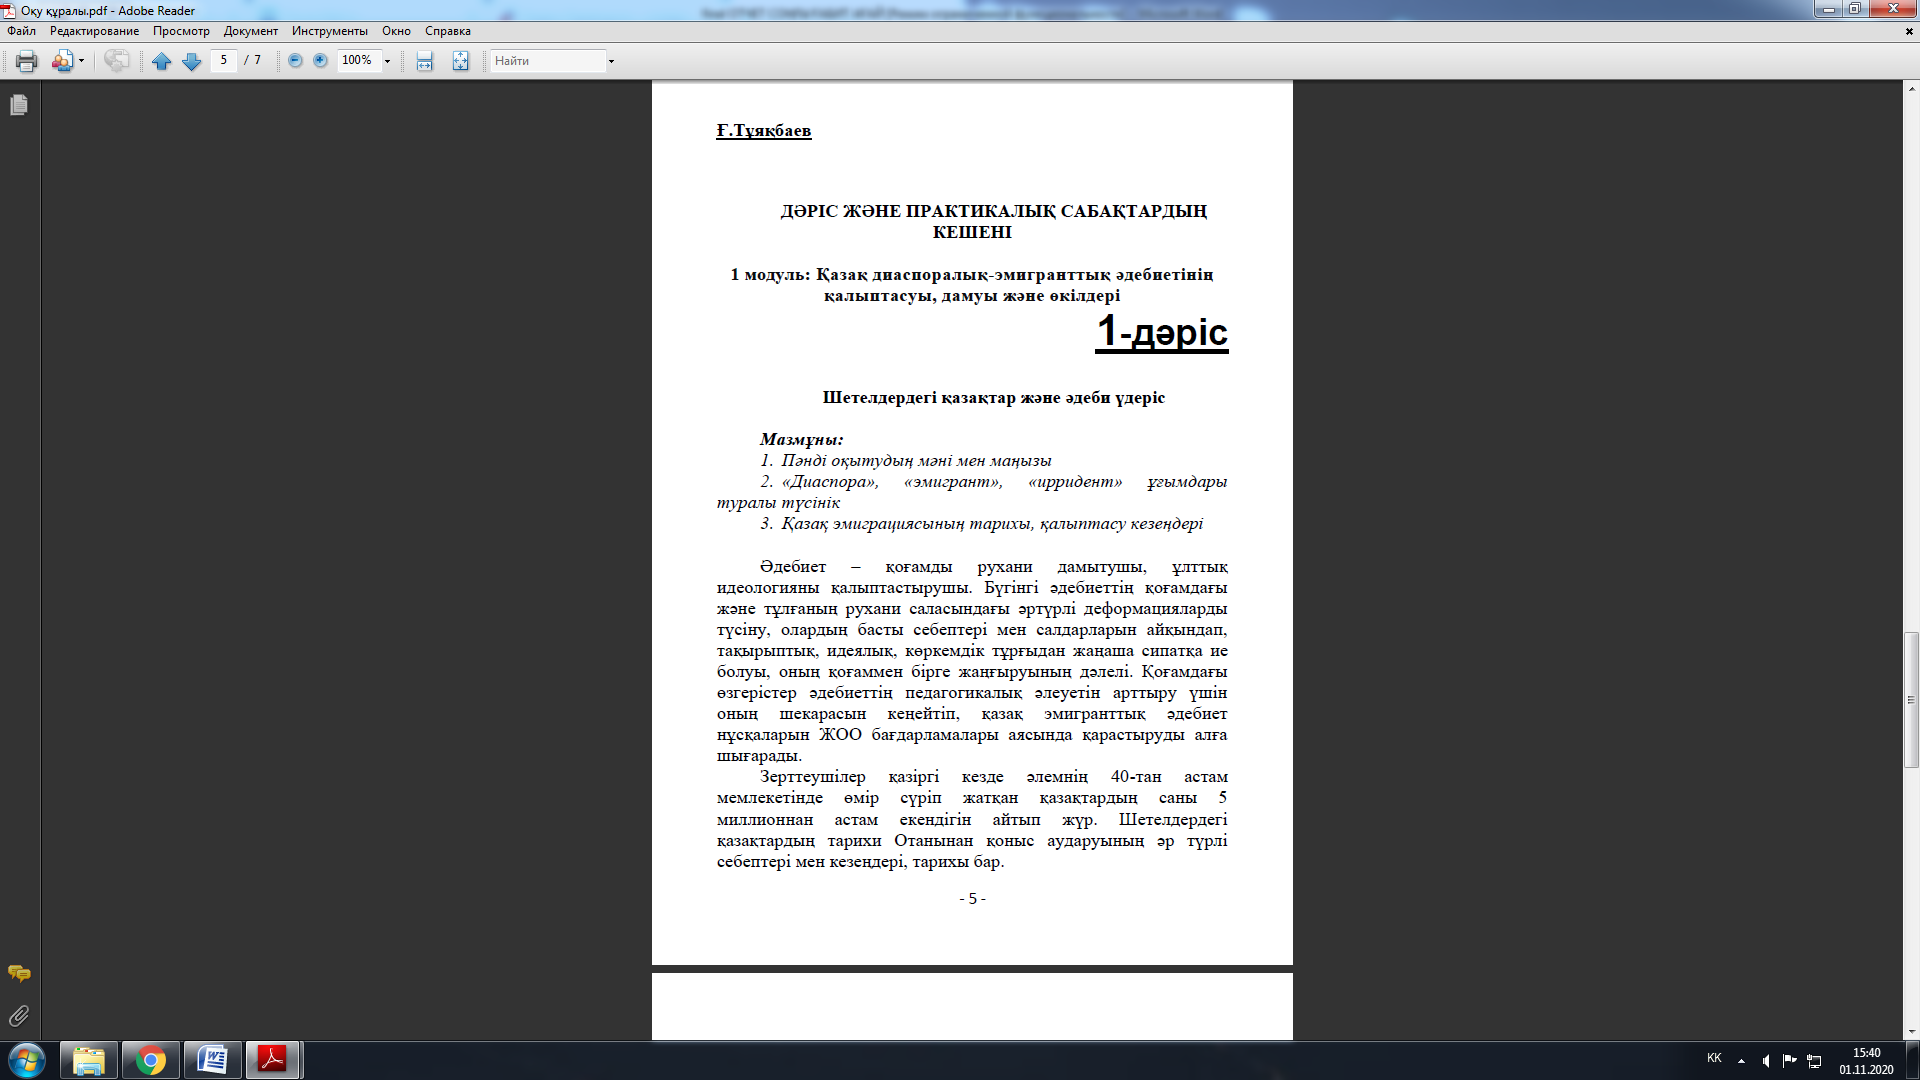 Оқу құралы.pdf - Adobe Reader
Файл Редактирование Просмотр Документ Инструменты Окно Справка
5 / 7 100% Найти
Ғ.Тұяқбаев
ДӘРІС ЖӘНЕ ПРАКТИКАЛЫҚ САБАҚТАРДЫҢ
КЕШЕНІ
1 модуль: Қазақ диаспоралық-эмигранттық әдебиетінің
қалыптасуы, дамуы және өкілдері
1-дәріс
Шетелдердегі қазақтар және әдеби үдеріс
Мазмұны:
1. Пәнді оқытудың мәні мен маңызы
2. «Диаспора», «эмигрант», «ирридент» ұғымдары
туралы түсінік
3. Қазақ эмиграциясының тарихы, қалыптасу кезеңдері
Әдебиет – қоғамды рухани дамытушы, ұлттық
идеологияны қалыптастырушы. Бүгінгі әдебиеттің қоғамдағы
және тұлғаның рухани саласындағы әртүрлі деформацияларды
түсіну, олардың басты себептері мен салдарларын айқындап,
тақырыптық, идеялық, көркемдік тұрғыдан жаңаша сипатқа ие
болуы, оның қоғаммен бірге жаңғыруының дәлелі. Қоғамдағы
өзгерістер әдебиеттің педагогикалық әлеуетін арттыру үшін
оның шекарасын кеңейтіп, қазақ эмигранттық әдебиет
нұсқаларын ЖОО бағдарламалары аясында қарастыруды алға
шығарады.
Зерттеушілер қазіргі кезде әлемнің 40-тан астам
мемлекетінде өмір сүріп жатқан қазақтардың саны 5
миллионнан астам екендігін айтып жүр. Шетелдердегі
қазақтардың тарихи Отанынан қоныс аударуының әр түрлі
себептері мен кезеңдері, тарихы бар.
- 5 -
KK
15:40
01.11.2020